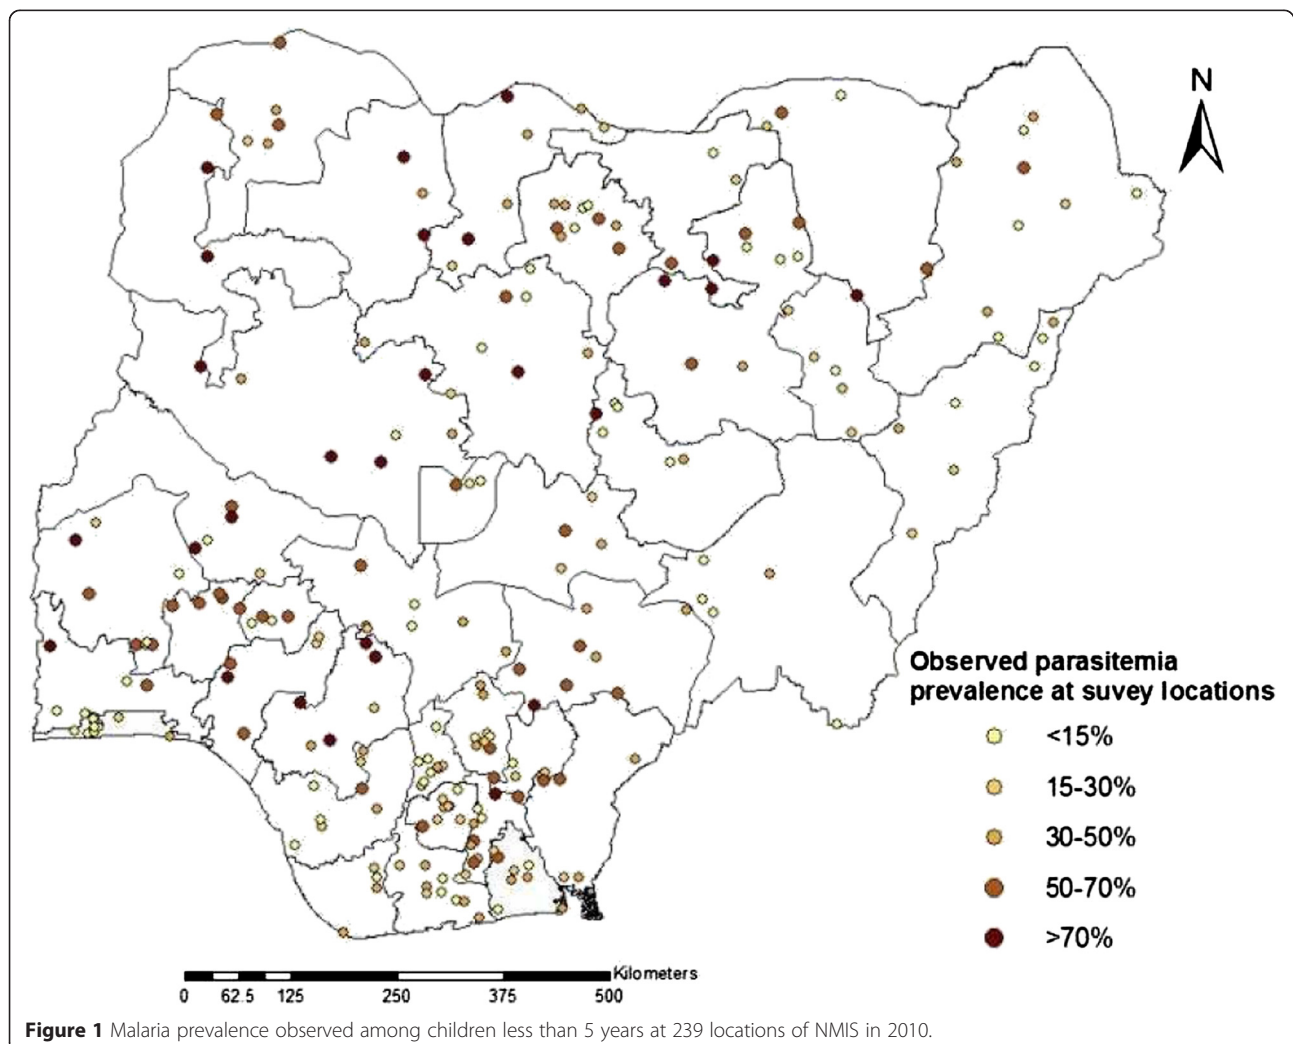 N
Observed parasitemia
prevalence at suvey locations
<15%
15-30%
30-50%
50-70%
>70%
Kilometers
0 62.5 125 250 375 500
Figure 1 Malaria prevalence observed among children less than 5 years at 239 locations of NMIS in 2010.